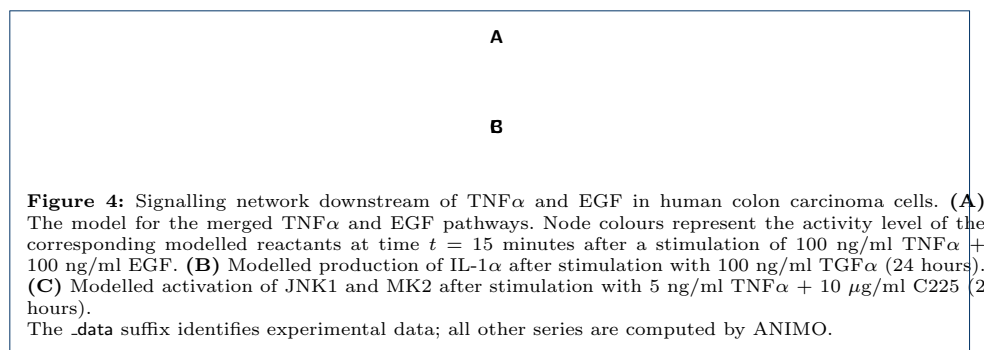 A
B
C
Figure 4: Signalling network downstream of TNFα and EGF in human colon carcinoma cells. (A)
The model for the merged TNFα and EGF pathways. Node colours represent the activity level of the
corresponding modelled reactants at time t = 15 minutes after a stimulation of 100 ng/ml TNFα +
100 ng/ml EGF. (B) Modelled production of IL-1α after stimulation with 100 ng/ml TGFα (24 hours).
(C) Modelled activation of JNK1 and MK2 after stimulation with 5 ng/ml TNFα + 10 μg/ml C225 (2
hours).
The _data suffix identifies experimental data; all other series are computed by ANIMO.